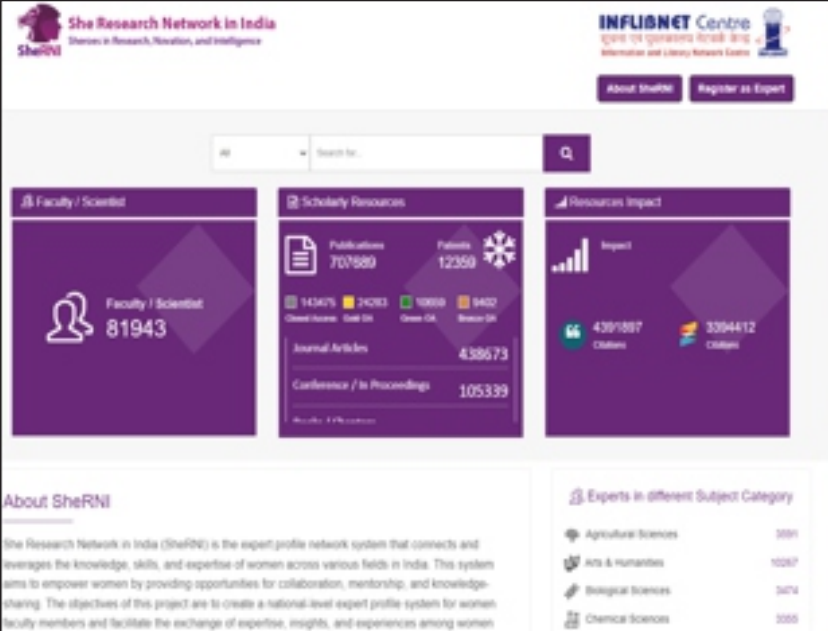 She Research Network in India
Sheroes in Research, Novation, and Intelligence
SheRNI
INFLIBNET Centre
सूचना एवं पुस्तकालय नेटवर्क केन्द्र
Information and Library Network Centre
About SheRNI
Register as Expert
All
Search for..
Faculty / Scientist
Faculty / Scientist
81943
Scholarly Resources
Publications
707689
Patents
12359
143475
Closed Access
Gold OA
Green OA
9402
Bronze OA
Journal Articles
438673
Conference / In Proceedings
105339
Resources Impact
Impact
4391897
Citations
3394412
Citations
About SheRNI
She Research Network in India (SheRNI) is the expert profile network system that connects and
leverages the knowledge, skills, and expertise of women across various fields in India. This system
aims to empower women by providing opportunities for collaboration, mentorship, and knowledge-
sharing. The objectives of this project are to create a national-level expert profile system for women
faculty members and facilitate the exchange of expertise, insights, and experiences among women
Experts in different Subject Category
Agricultural Sciences
Arts & Humanities
10267
Biological Sciences
3474
Chemical Sciences